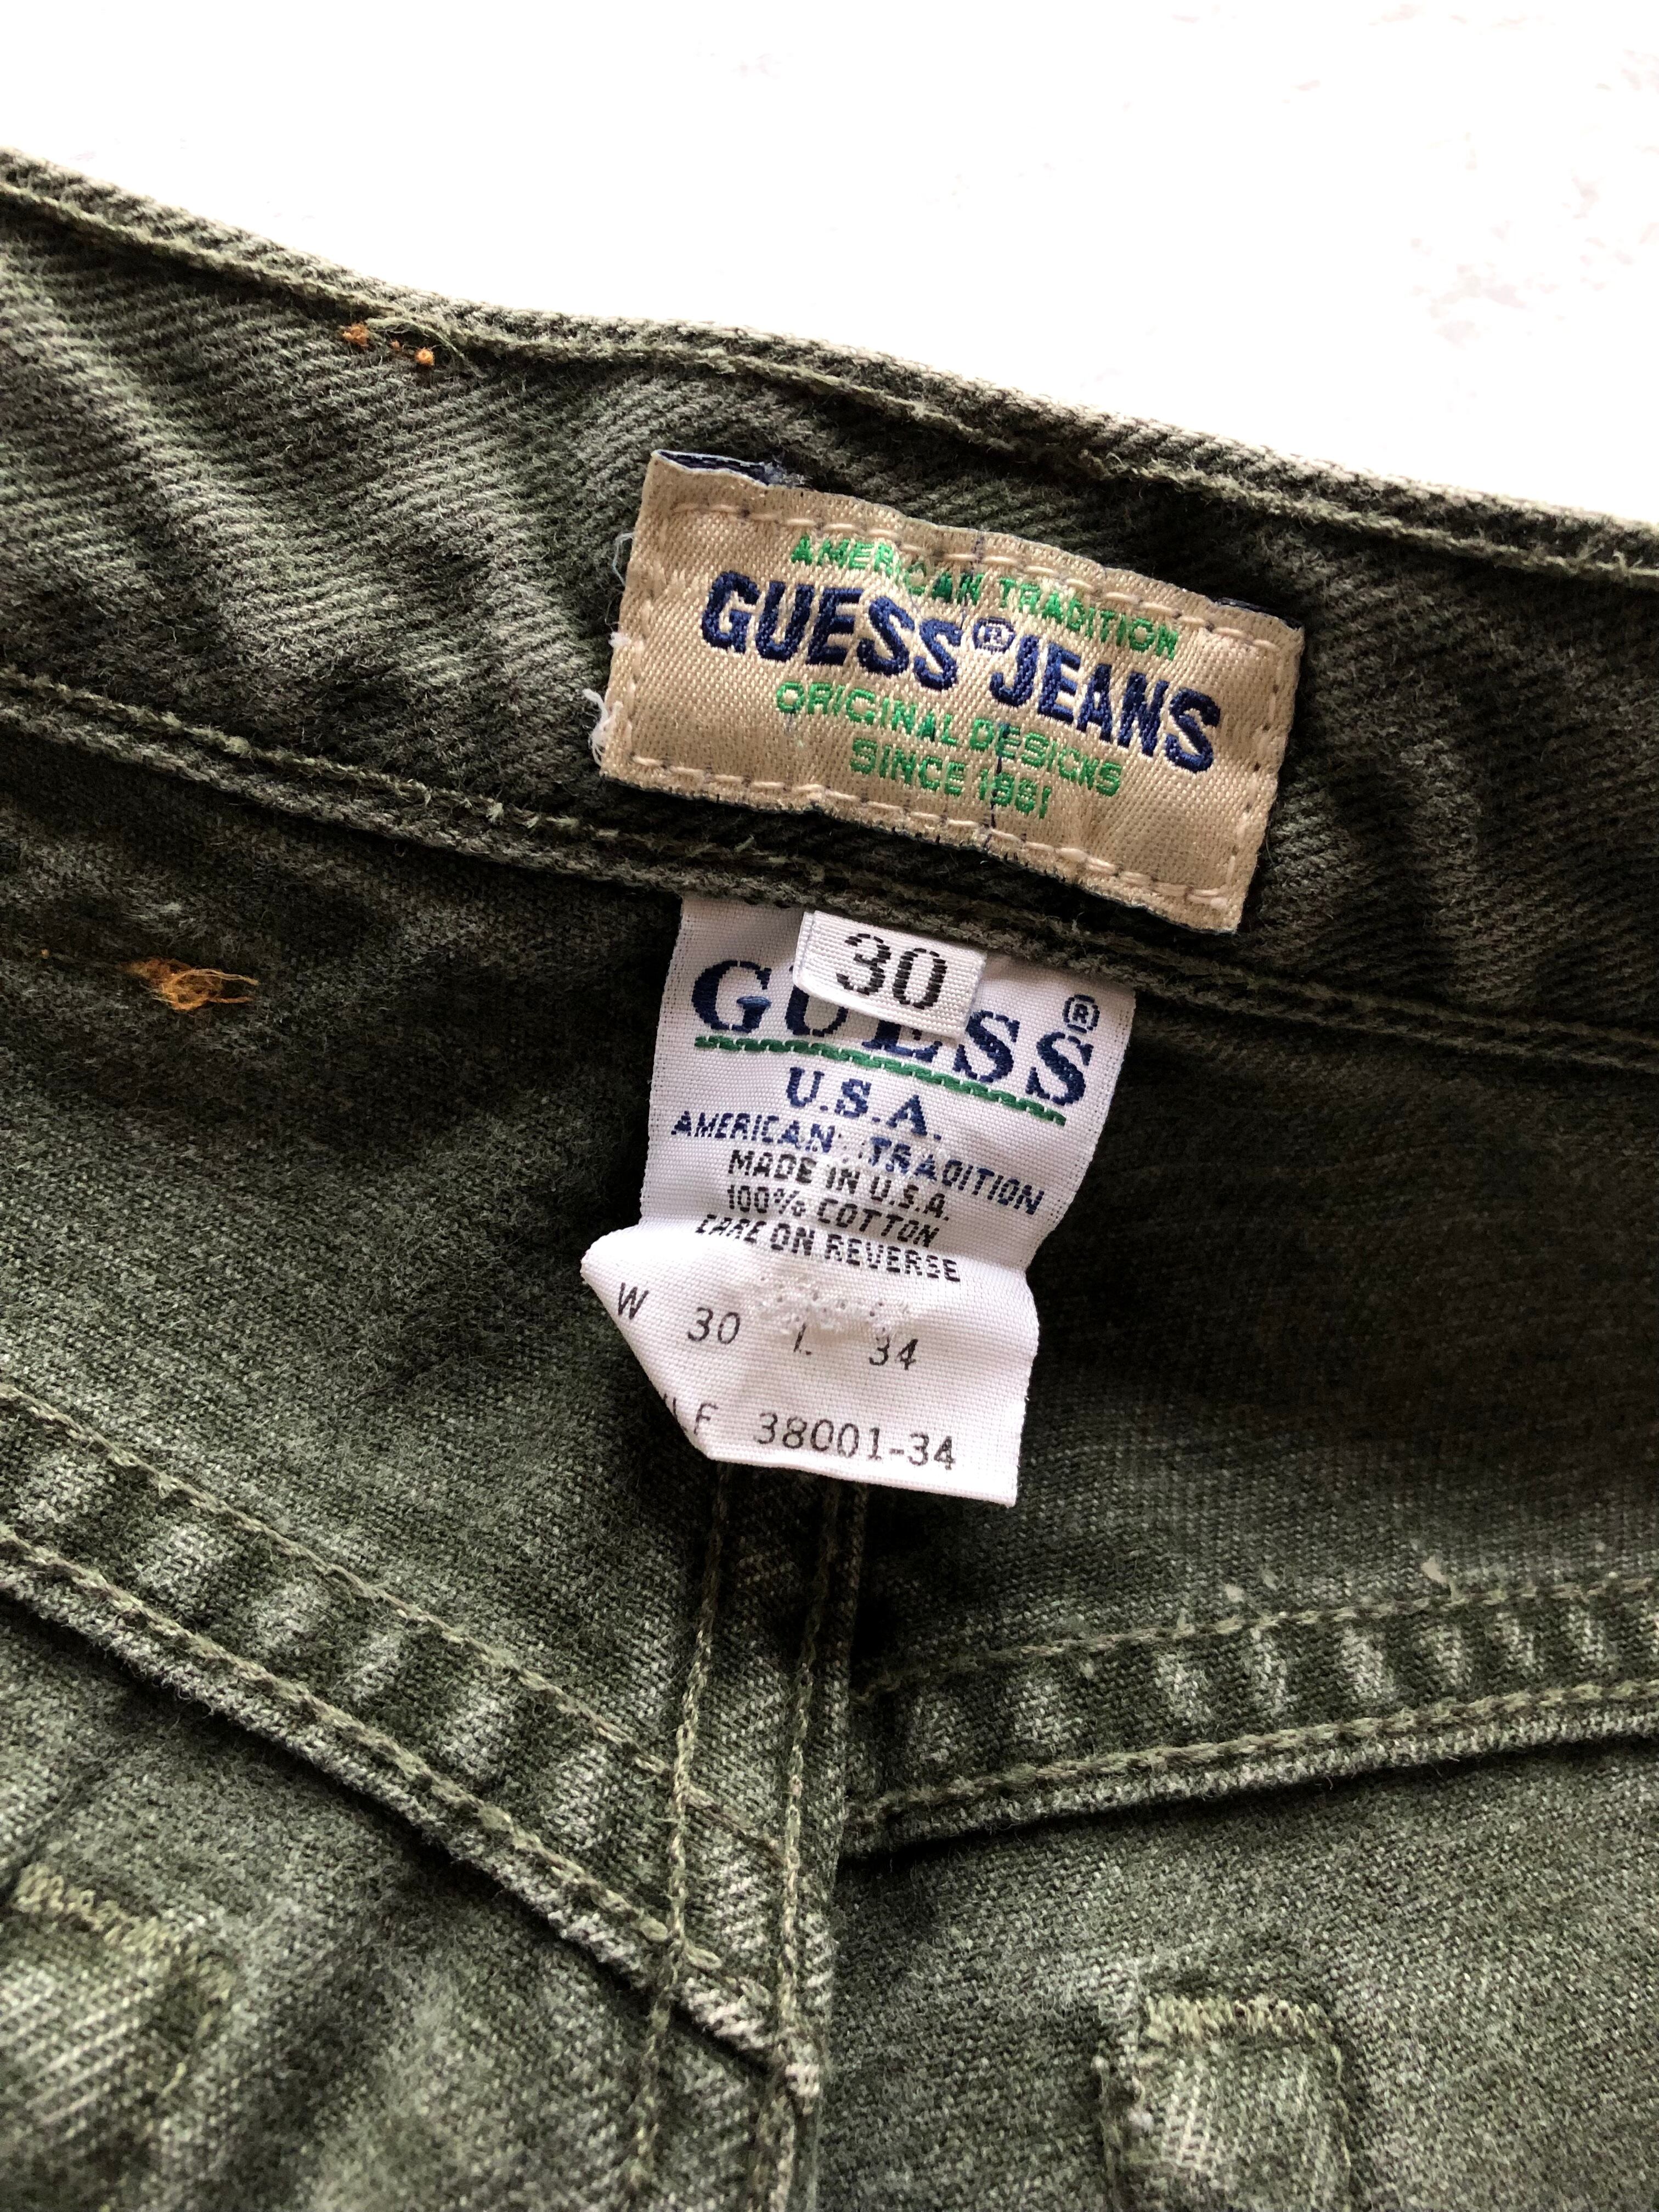 AMERICAN TRADITION
GUESS® JEANS
ORIGINAL DESIGNS
SINCE 1981
30
GUESS®
U.S.A.
AMERICAN TRADITION
MADE IN U.S.A.
100% COTTON
CARE ON REVERSE
W 30 L 34
38001-34